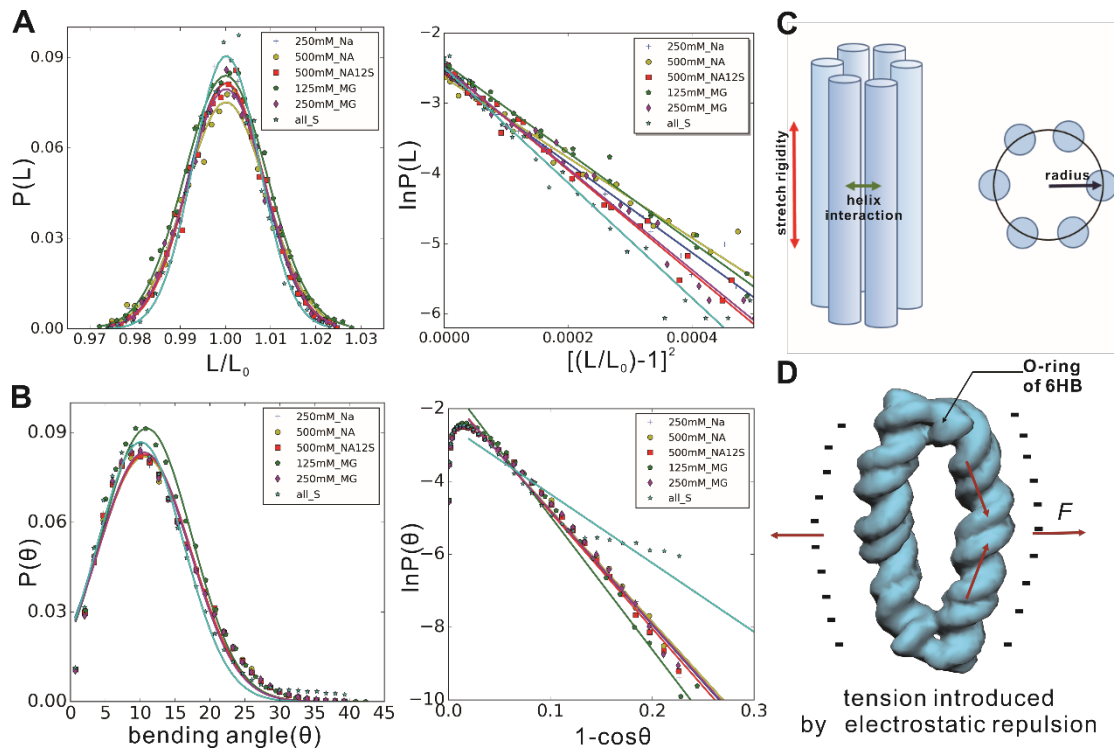 A
P(L)
0.09
0.06
0.03
0.00
0.97 0.98 0.99 1.00 1.01 1.02 1.03
L/L0
250mM_Na
500mM_NA
500mM_NA12S
125mM_MG
250mM_MG
all_S
lnP(L)
−2
−3
−4
−5
−6
0.0000 0.0002 0.0004
[(L/L0)-1]2
250mM_Na
500mM_NA
500mM_NA12S
125mM_MG
250mM_MG
all_S
C
stretch rigidity
helix
interaction
radius
B
P(θ)
0.09
0.06
0.03
0.00
0 5 10 15 20 25 30 35 40 45
bending angle(θ)
250mM_Na
500mM_NA
500mM_NA12S
125mM_MG
250mM_MG
all_S
lnP(θ)
−2
−4
−6
−8
−10
0.0 0.1 0.2 0.3
1-cosθ
250mM_Na
500mM_NA
500mM_NA12S
125mM_MG
250mM_MG
all_S
D
O-ring
of 6HB
F
tension introduced
by electrostatic repulsion